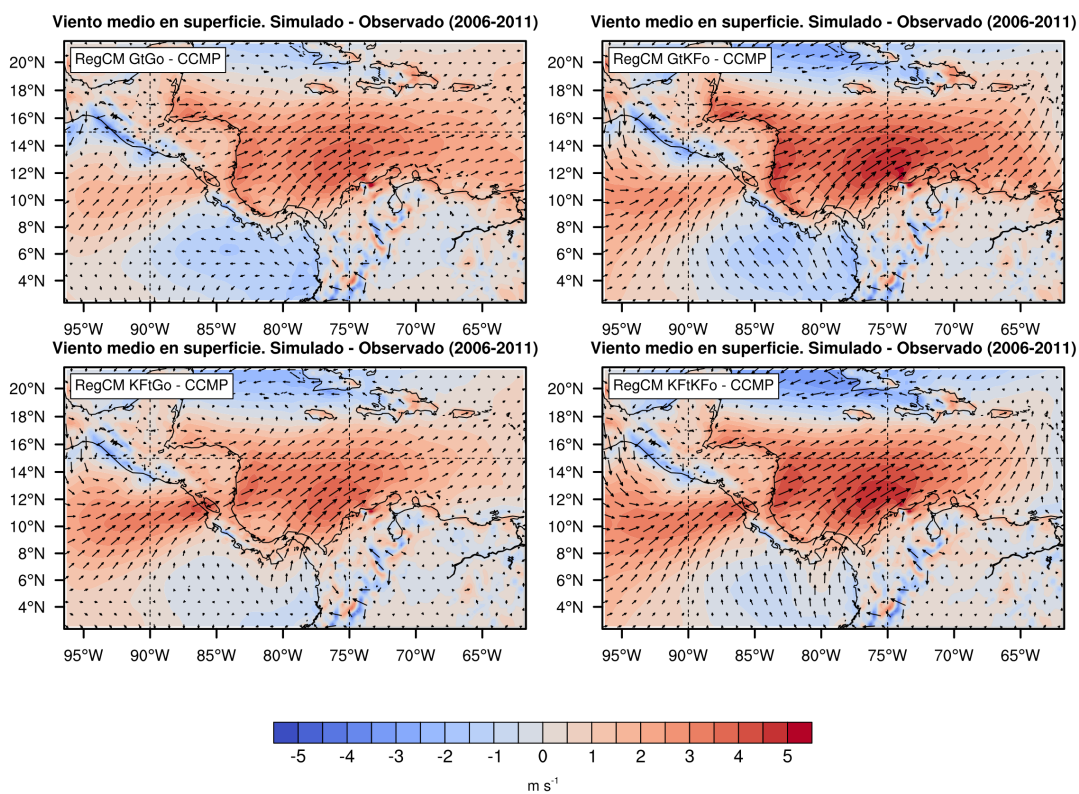 Viento medio en superficie. Simulado - Observado (2006-2011)
Viento medio en superficie. Simulado - Observado (2006-2011)
RegCM GtGo - CCMP
RegCM GtKFo - CCMP
20°N
18°N
16°N
14°N
12°N
10°N
8°N
6°N
4°N
20°N
18°N
16°N
14°N
12°N
10°N
8°N
6°N
4°N
95°W 90°W 85°W 80°W 75°W 70°W 65°W
95°W 90°W 85°W 80°W 75°W 70°W 65°W
Viento medio en superficie. Simulado - Observado (2006-2011)
Viento medio en superficie. Simulado - Observado (2006-2011)
RegCM KFtGo - CCMP
RegCM KFtKFo - CCMP
20°N
18°N
16°N
14°N
12°N
10°N
8°N
6°N
4°N
20°N
18°N
16°N
14°N
12°N
10°N
8°N
6°N
4°N
95°W 90°W 85°W 80°W 75°W 70°W 65°W
95°W 90°W 85°W 80°W 75°W 70°W 65°W
-5 -4 -3 -2 -1 0 1 2 3 4 5
m s⁻¹